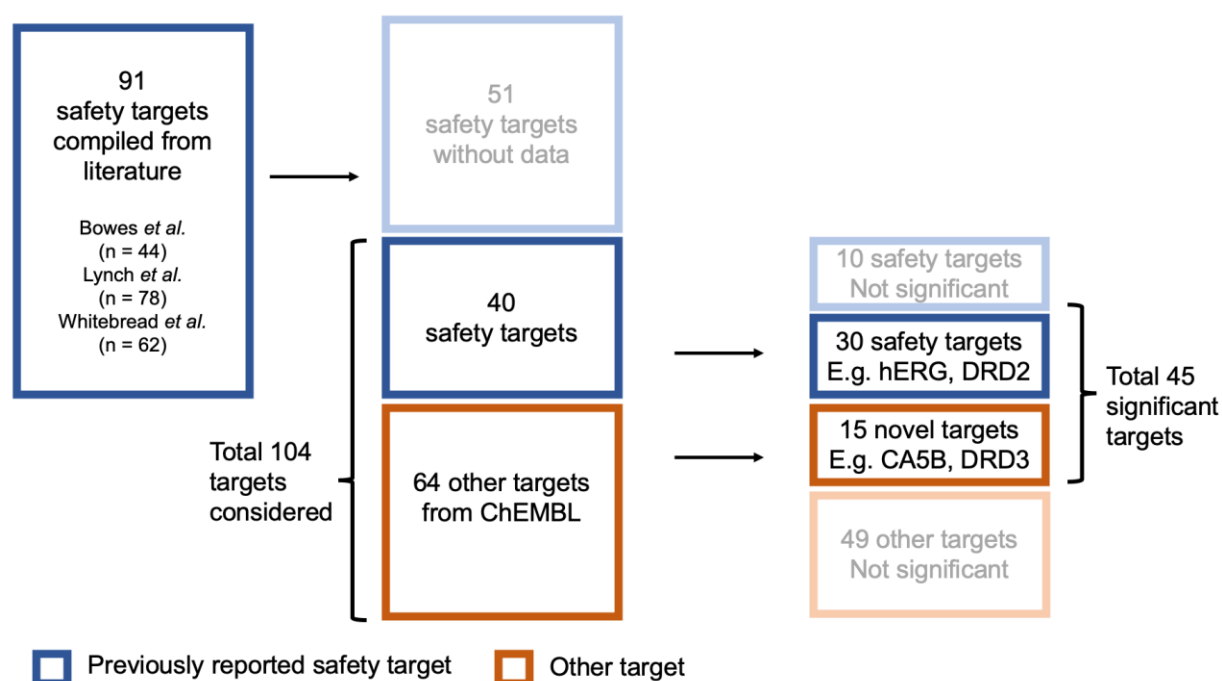 91
safety targets
compiled from
literature
Bowes et al.
(n = 44)
Lynch et al.
(n = 78)
Whitebread et al.
(n = 62)
51
safety targets
without data
40
safety targets
Total 104
targets
considered
64 other targets
from ChEMBL
10 safety targets
Not significant
30 safety targets
E.g. hERG, DRD2
15 novel targets
E.g. CA5B, DRD3
49 other targets
Not significant
Total 45
significant
targets
Previously reported safety target
Other target